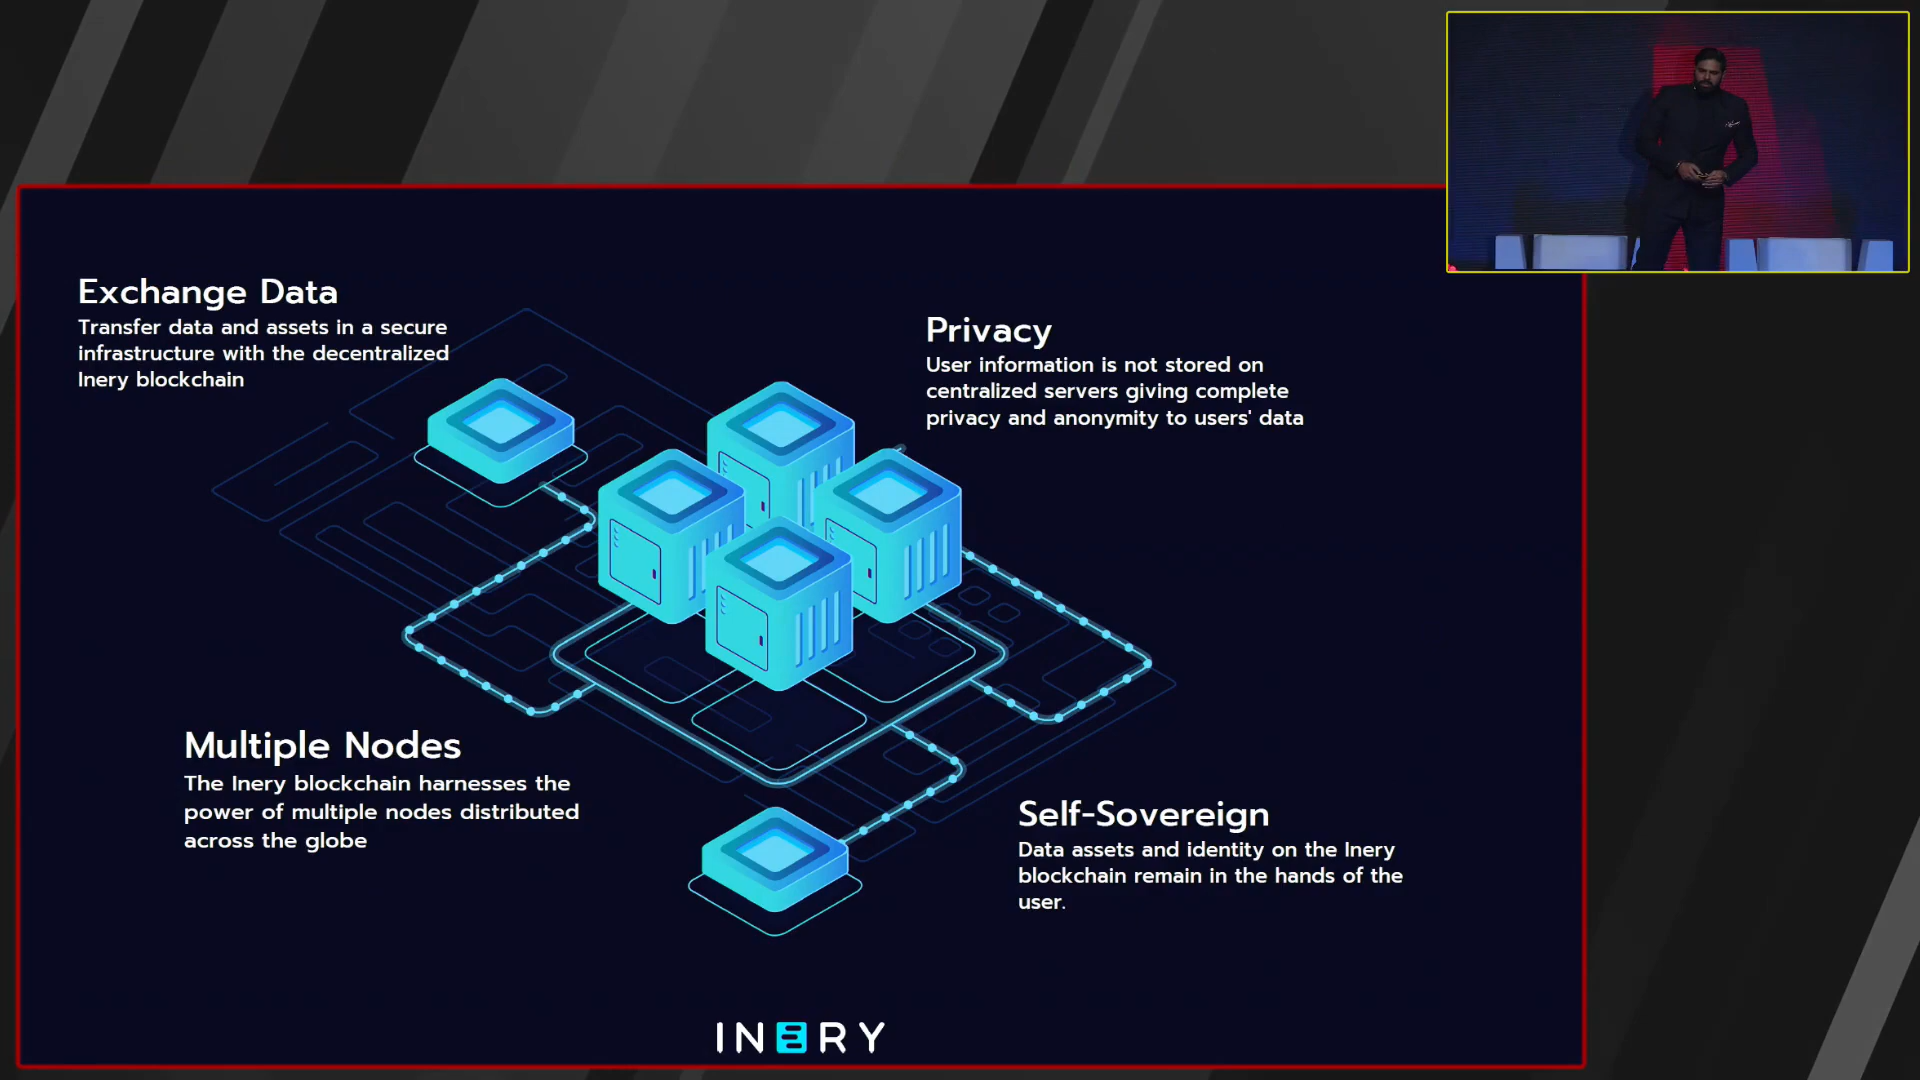 Exchange Data
Transfer data and assets in a secure
infrastructure with the decentralized
Inery blockchain
Privacy
User information is not stored on
centralized servers giving complete
privacy and anonymity to users' data
Multiple Nodes
The Inery blockchain harnesses the
power of multiple nodes distributed
across the globe
Self-Sovereign
Data assets and identity on the Inery
blockchain remain in the hands of the
user.
INERY